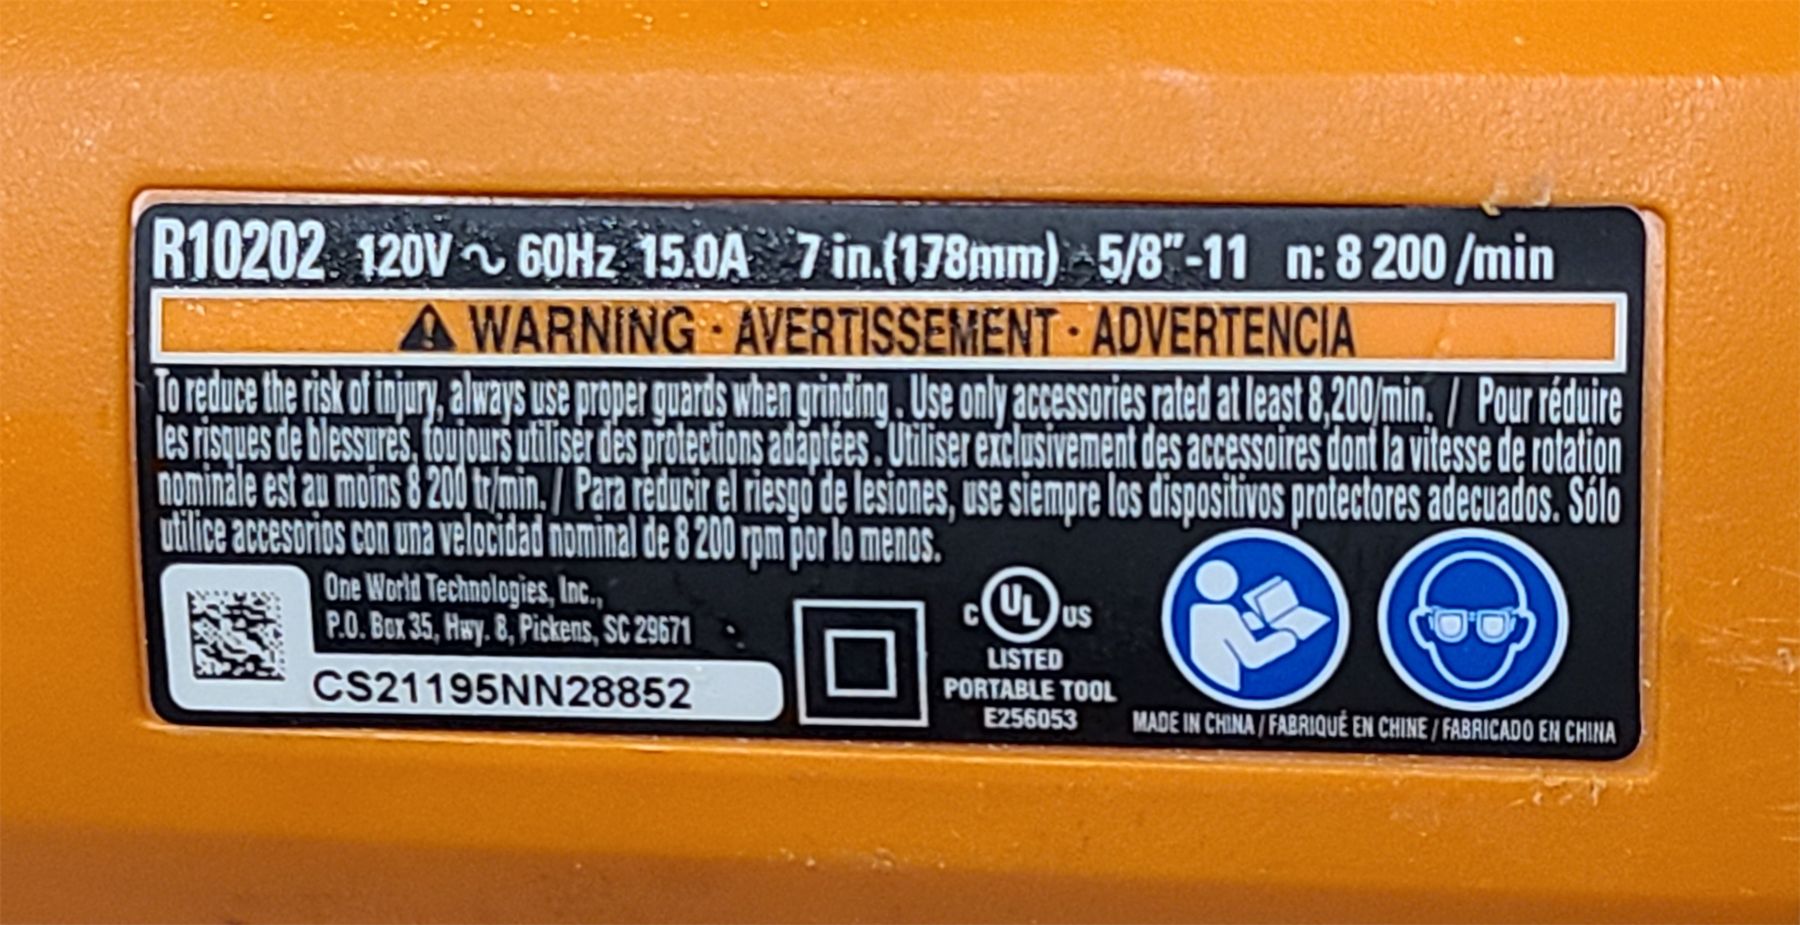 R10202 120V ~ 60Hz 15.0A 7 in.(178mm) 5/8"-11 n: 8 200 /min
WARNING · AVERTISSEMENT · ADVERTENCIA
To reduce the risk of injury, always use proper guards when grinding . Use only accessories rated at least 8,200/min. / Pour réduire
les risques de blessures, toujours utiliser des protections adaptées . Utiliser exclusivement des accessoires dont la vitesse de rotation
nominale est au moins 8 200 tr/min. / Para reducir el riesgo de lesiones, use siempre los dispositivos protectores adecuados. Sólo
utilice accesorios con una velocidad nominal de 8 200 rpm por lo menos.
One World Technologies, Inc.,
P.O. Box 35, Hwy. 8, Pickens, SC 29671
CS21195NN28852
C UL US
LISTED
PORTABLE TOOL
E256053
MADE IN CHINA / FABRIQUÉ EN CHINE / FABRICADO EN CHINA